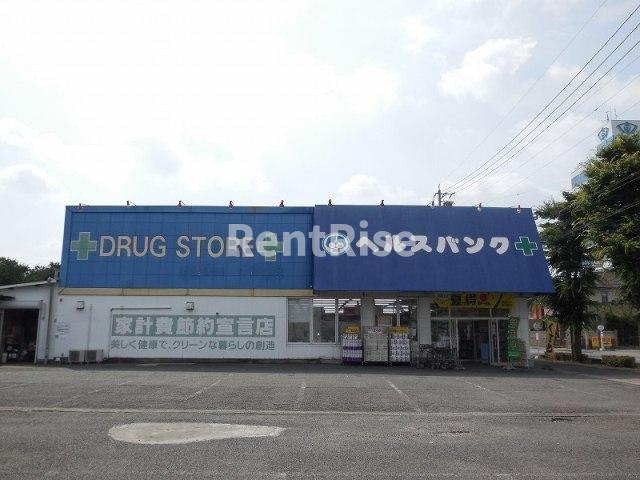 DRUG STORE
RentRise
ヘルスバンク
家計費節約宣言店
美しく健康で、クリーンな暮らしの創造